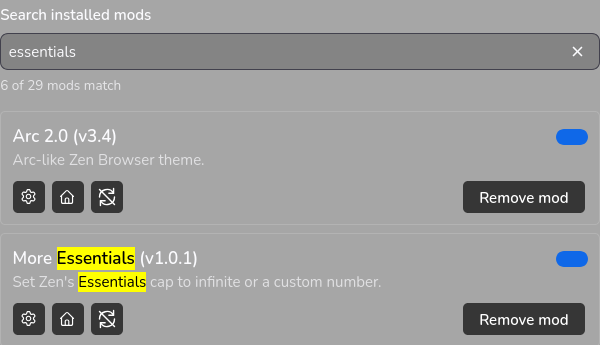 Search installed mods
essentials
6 of 29 mods match
Arc 2.0 (v3.4)
Arc-like Zen Browser theme.
Remove mod
More Essentials (v1.0.1)
Set Zen's Essentials cap to infinite or a custom number.
Remove mod